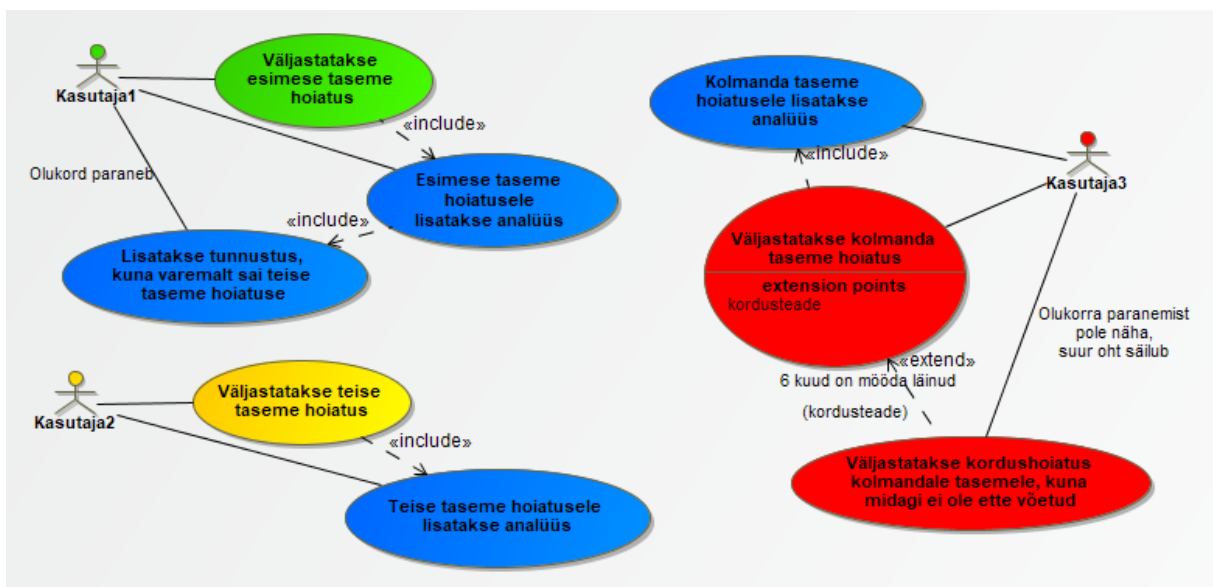 Kasutaja1
Väljastatakse
esimese taseme
hoiatus
«include»
Olukord paraneb
Esimese taseme
hoiatusele
lisatakse analüüs
«include»
Lisatakse tunnustus,
kuna varemalt sai teise
taseme hoiatuse
Kasutaja2
Väljastatakse teise
taseme hoiatus
«include»
Teise taseme hoiatusele
lisatakse analüüs
Kolmanda taseme
hoiatusele lisatakse
analüüs
«include»
Kasutaja3
Väljastatakse kolmanda
taseme hoiatus
extension points
kordusteade
Olukorra paranemist
pole näha,
suur oht säilub
«extend»
6 kuud on mööda läinud
(kordusteade)
Väljastatakse kordushoiatus
kolmandale tasemele, kuna
midagi ei ole ette võetud